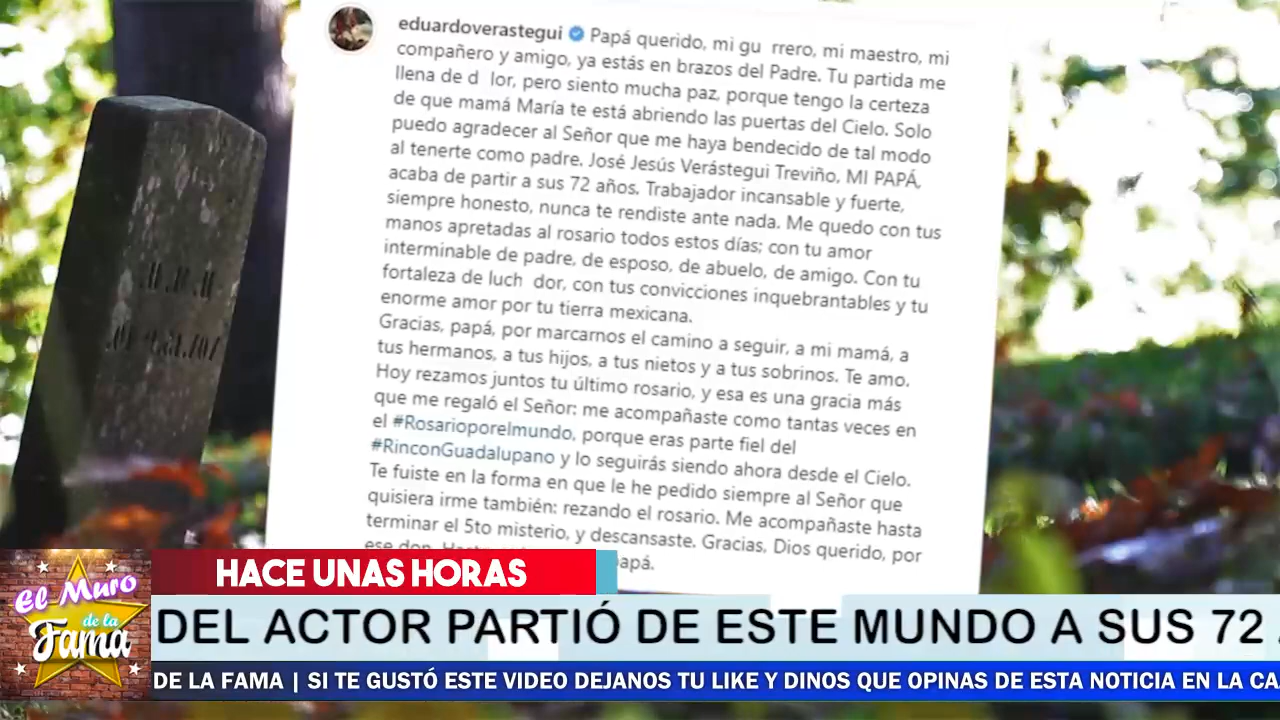 eduardoverastegui Papá querido, mi gu rrero, mi maestro, mi
compañero y amigo, ya estás en brazos del Padre. Tu partida me
llena de d lor, pero siento mucha paz, porque tengo la certeza
de que mamá María te está abriendo las puertas del Cielo. Solo
puedo agradecer al Señor que me haya bendecido de tal modo
al tenerte como padre. José Jesús Verástegui Treviño, MI PAPÁ,
acaba de partir a sus 72 años. Trabajador incansable y fuerte,
siempre honesto, nunca te rendiste ante nada. Me quedo con tus
manos apretadas al rosario todos estos días; con tu amor
interminable de padre, de esposo, de abuelo, de amigo. Con tu
fortaleza de luch dor, con tus convicciones inquebrantables y tu
enorme amor por tu tierra mexicana.
Gracias, papá, por marcarnos el camino a seguir, a mi mamá, a
tus hermanos, a tus hijos, a tus nietos y a tus sobrinos. Te amo.
Hoy rezamos juntos tu último rosario, y esa es una gracia más
que me regaló el Señor: me acompañaste como tantas veces en
el #Rosarioporelmundo, porque eras parte fiel del
#RinconGuadalupano y lo seguirás siendo ahora desde el Cielo.
Te fuiste en la forma en que le he pedido siempre al Señor que
quisiera irme también: rezando el rosario. Me acompañaste hasta
terminar el 5to misterio, y descansaste. Gracias, Dios querido, por
ese don. papá.
HACE UNAS HORAS
El Muro
de la
Fama
DEL ACTOR PARTIÓ DE ESTE MUNDO A SUS 72
DE LA FAMA | SI TE GUSTÓ ESTE VIDEO DEJANOS TU LIKE Y DINOS QUE OPINAS DE ESTA NOTICIA EN LA CA